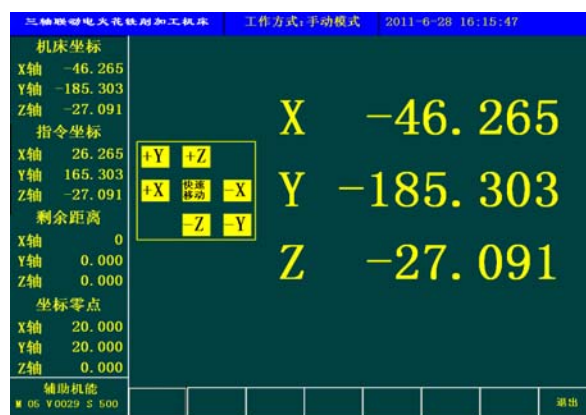 三轴联动电火花铣削加工机床 工作方式:手动模式 2011-6-28 16:15:47
机床坐标
X轴 -46.265
Y轴 -185.303
Z轴 -27.091
指令坐标
X轴 26.265
Y轴 165.303
Z轴 -27.091
剩余距离
X轴 0
Y轴 0.000
Z轴 0.000
坐标零点
X轴 20.000
Y轴 20.000
Z轴 0.000
辅助机能
M 05 V0029 S 500
+Y +Z
+X 快速移动 -X
-Z -Y
X -46.265
Y -185.303
Z -27.091
退出